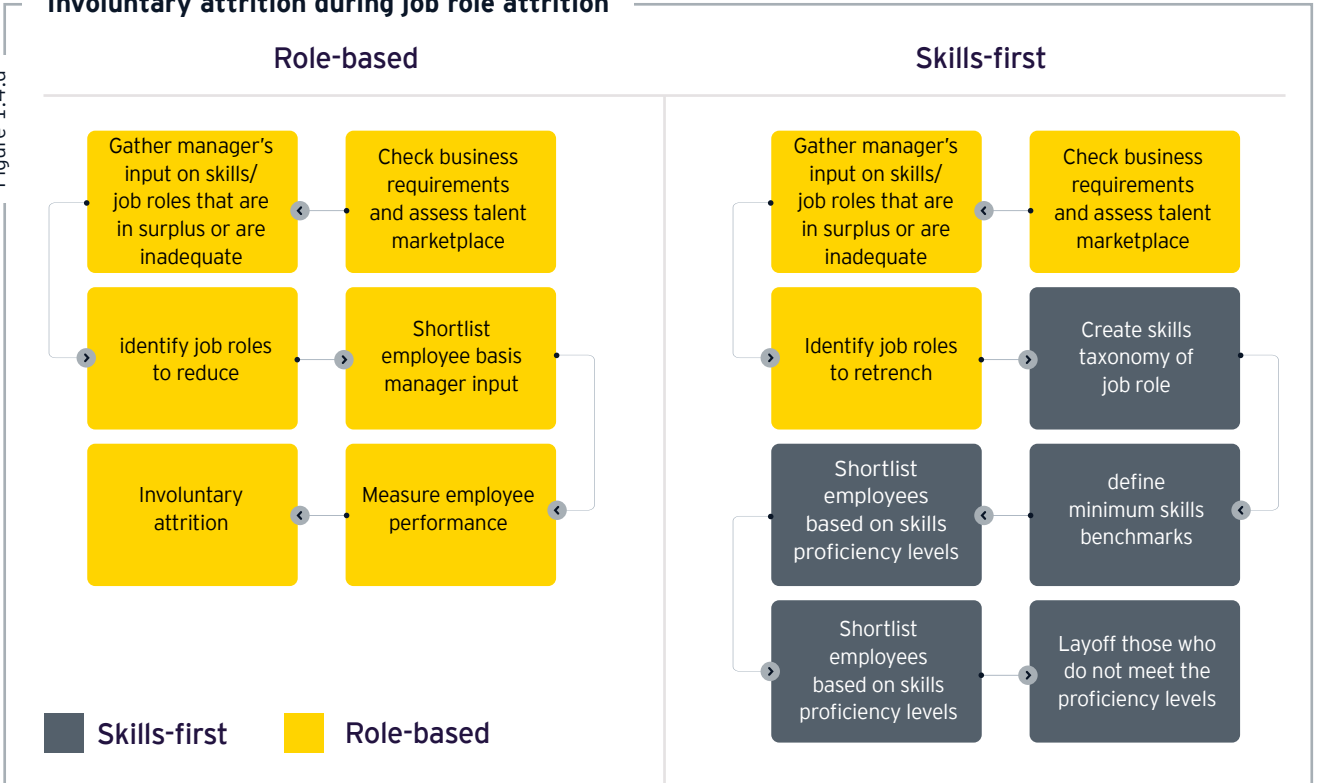 Involuntary attrition during job role attrition
Figure 1.4.d
Role-based
Skills-first
Gather manager's
input on skills/
job roles that are
in surplus or are
inadequate
Check business
requirements
and assess talent
marketplace
identify job roles
to reduce
Shortlist
employee basis
manager input
Involuntary
attrition
Measure employee
performance
Gather manager's
input on skills/
job roles that are
in surplus or are
inadequate
Check business
requirements
and assess talent
marketplace
Identify job roles
to retrench
Create skills
taxonomy of
job role
Shortlist
employees
based on skills
proficiency levels
define
minimum skills
benchmarks
Shortlist
employees
based on skills
proficiency levels
Layoff those who
do not meet the
proficiency levels
Skills-first
Role-based